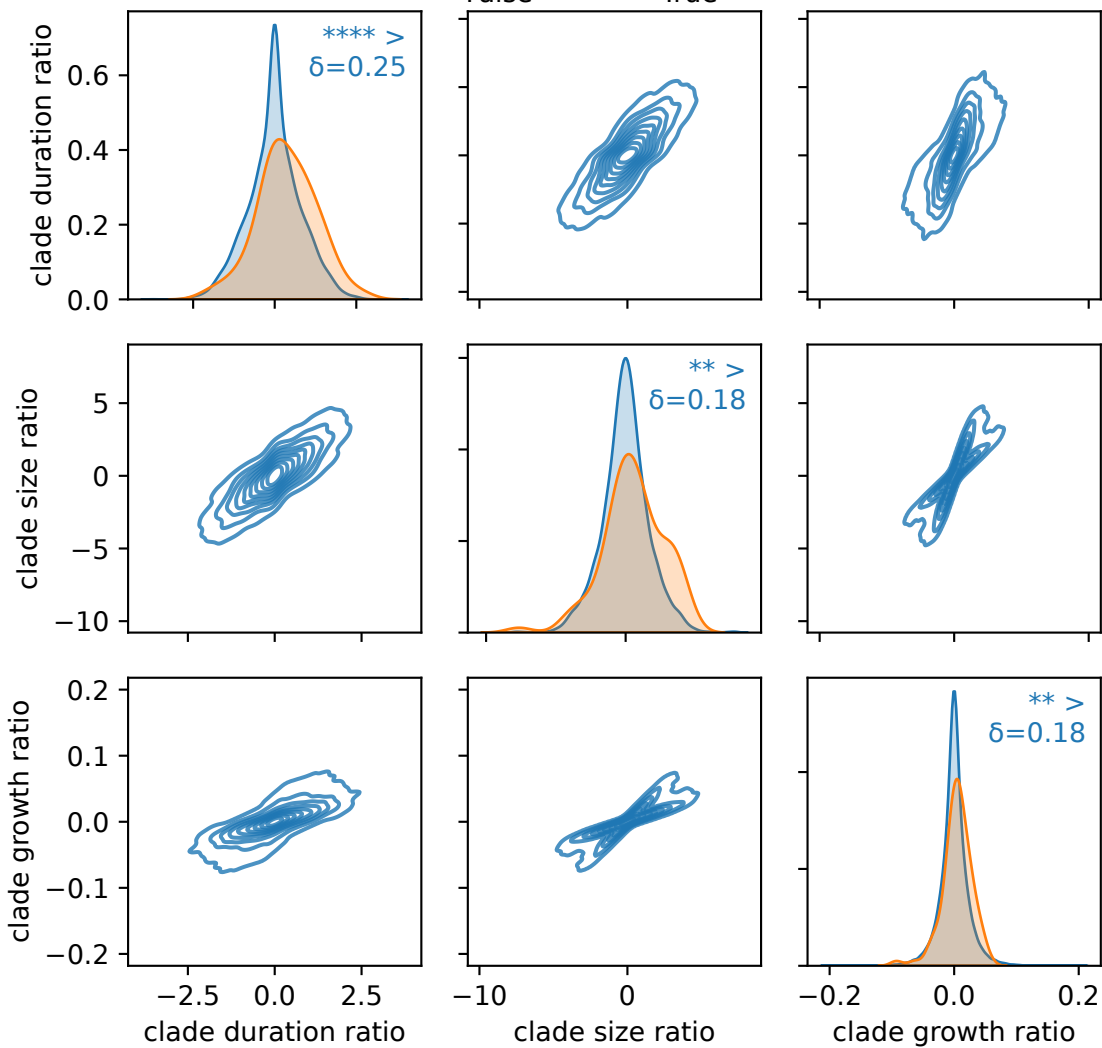 True
**** >
δ=0.25
clade duration ratio
0.6
0.4
0.2
0.0
** >
δ=0.18
clade size ratio
5
0
−5
−10
** >
δ=0.18
clade growth ratio
0.2
0.1
0.0
−0.1
−0.2
−2.5 0.0 2.5 −10 0 −0.2 0.0 0.2
clade duration ratio clade size ratio clade growth ratio